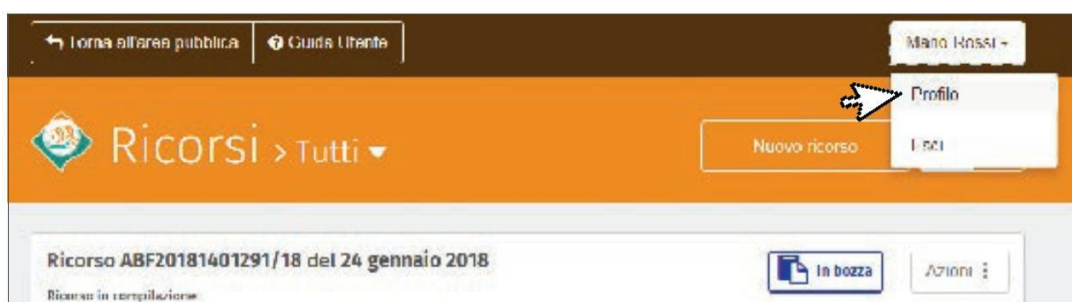 Torna all'area pubblica
Guida Utente
Mario Rossi
Profilo
Esci
Ricorsi > Tutti
Nuovo ricorso
Ricorso ABF20181401291/18 del 24 gennaio 2018
In bozza
Azioni
Ricorso in compilazione